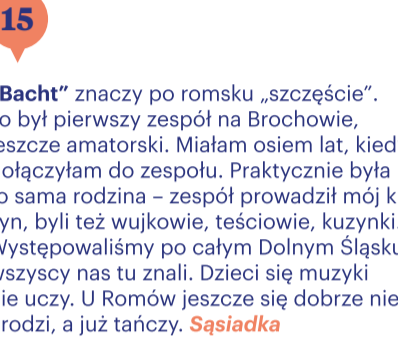 15
Bacht” znaczy po romsku „szczęście”.
o był pierwszy zespół na Brochowie,
eszcze amatorski. Miałam osiem lat, kied
ołączyłam do zespołu. Praktycznie była
o sama rodzina – zespół prowadził mój k
yn, byli też wujkowie, teściowie, kuzynki.
Występowaliśmy po całym Dolnym Śląsku
wszyscy nas tu znali. Dzieci się muzyki
ie uczy. U Romów jeszcze się dobrze nie
rodzi, a już tańczy. Sąsiadka